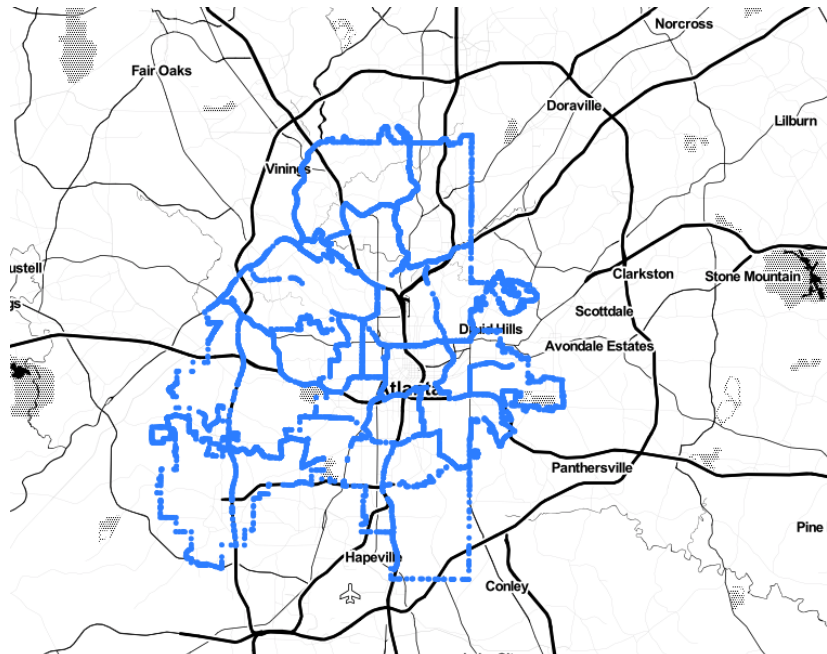 Norcross
Fair Oaks
Doraville
Lilburn
Vinings
ustell
Clarkston
Stone Mountain
gs
Scottdale
Druid Hills
Avondale Estates
Atlanta
Panthersville
Pine
Hapeville
Conley